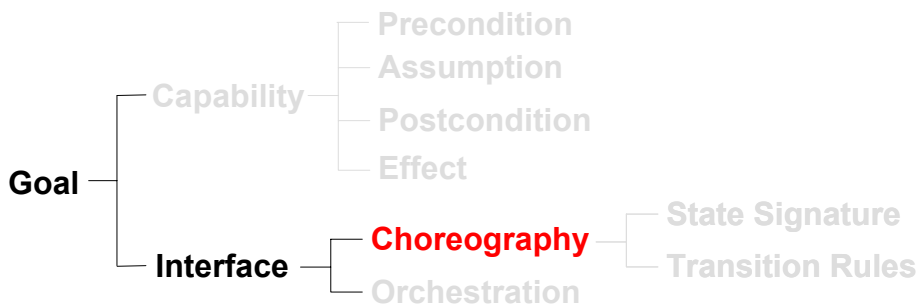 Precondition
Assumption
Capability
Postcondition
Effect
Goal
State Signature
Choreography
Interface
Transition Rules
Orchestration